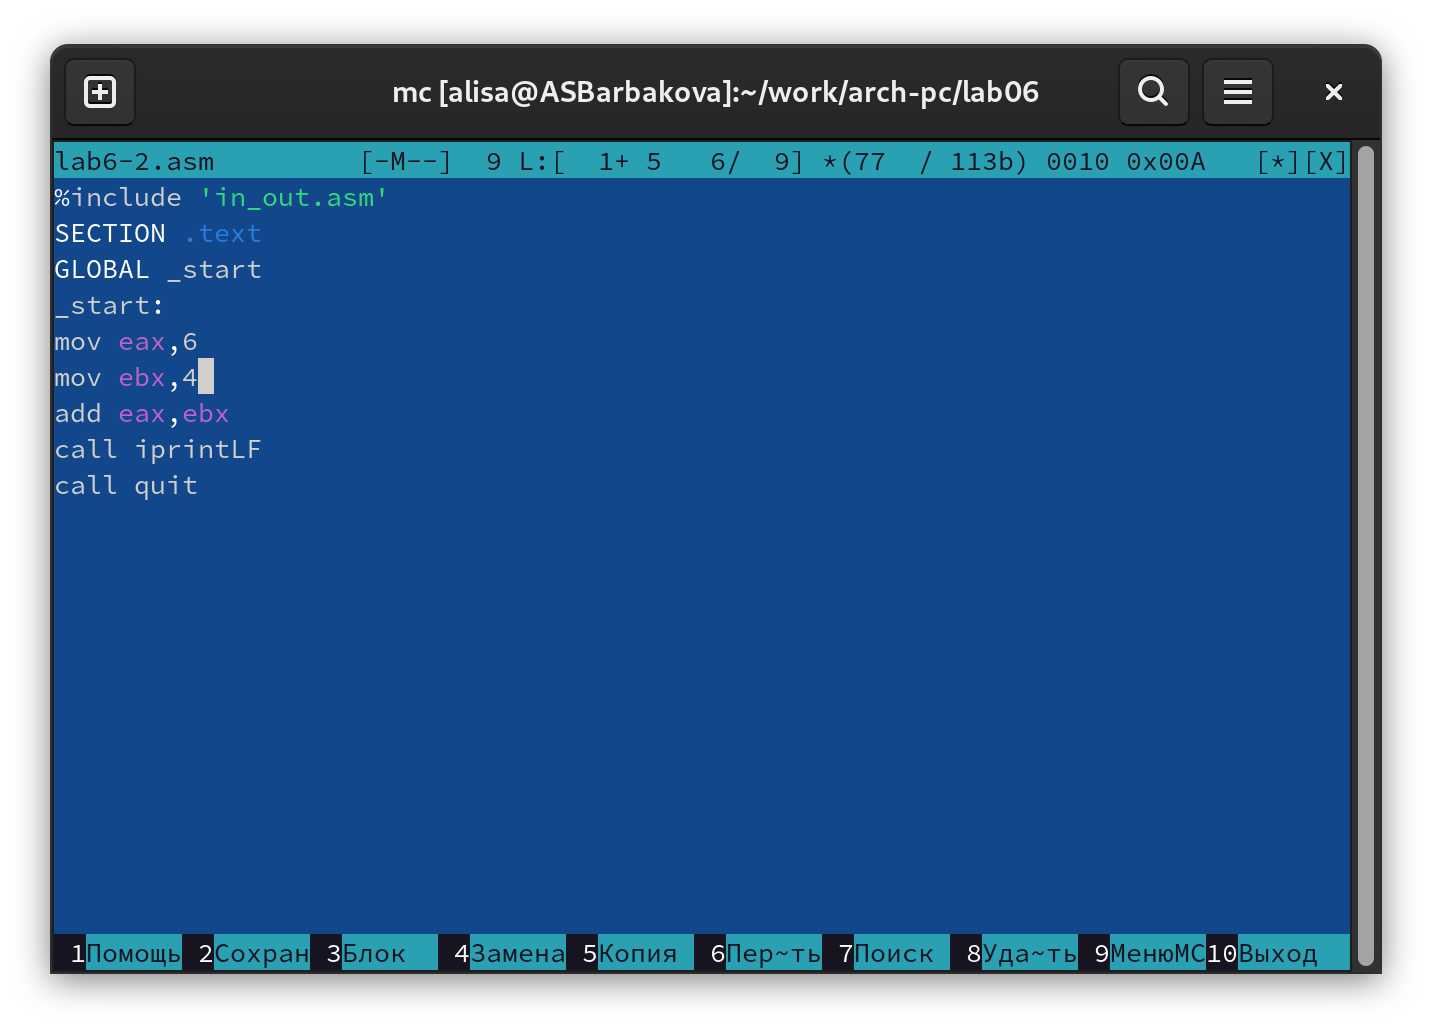 mc [alisa@ASBarbakova]:~/work/arch-pc/lab06
lab6-2.asm [-M--] 9 L:[ 1+ 5 6/ 9] *(77 / 113b) 0010 0x00A [*][X]
%include 'in_out.asm'
SECTION .text
GLOBAL _start
_start:
mov eax,6
mov ebx,4
add eax,ebx
call iprintLF
call quit
1Помощь 2Сохран 3Блок 4Замена 5Копия 6Пер~ть 7Поиск 8Уда~ть 9МенюMC 10Выход